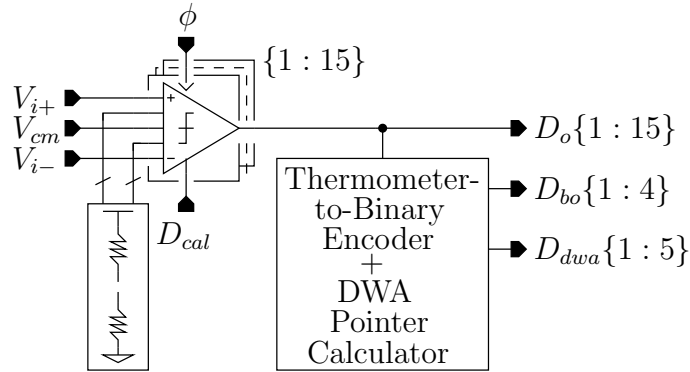 ϕ
{1 : 15}
V_{i+}
V_{cm}
V_{i−}
+
−
D_o{1 : 15}
D_{bo}{1 : 4}
D_{dwa}{1 : 5}
D_{cal}
Thermometer-
to-Binary
Encoder
+
DWA
Pointer
Calculator